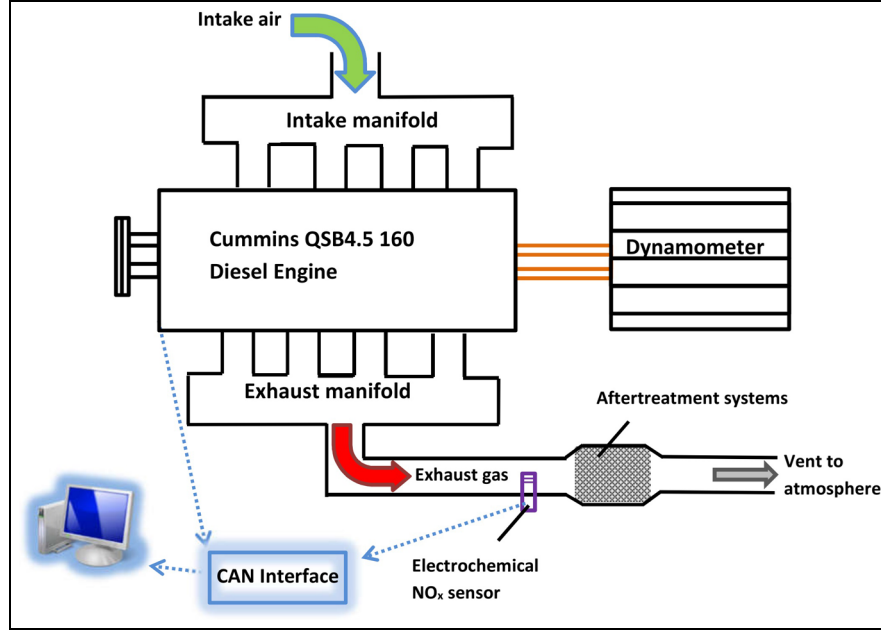 Intake air
Intake manifold
Cummins QSB4.5 160
Diesel Engine
Dynamometer
Exhaust manifold
Aftertreatment systems
Exhaust gas
Vent to
atmosphere
Electrochemical
NOₓ sensor
CAN Interface